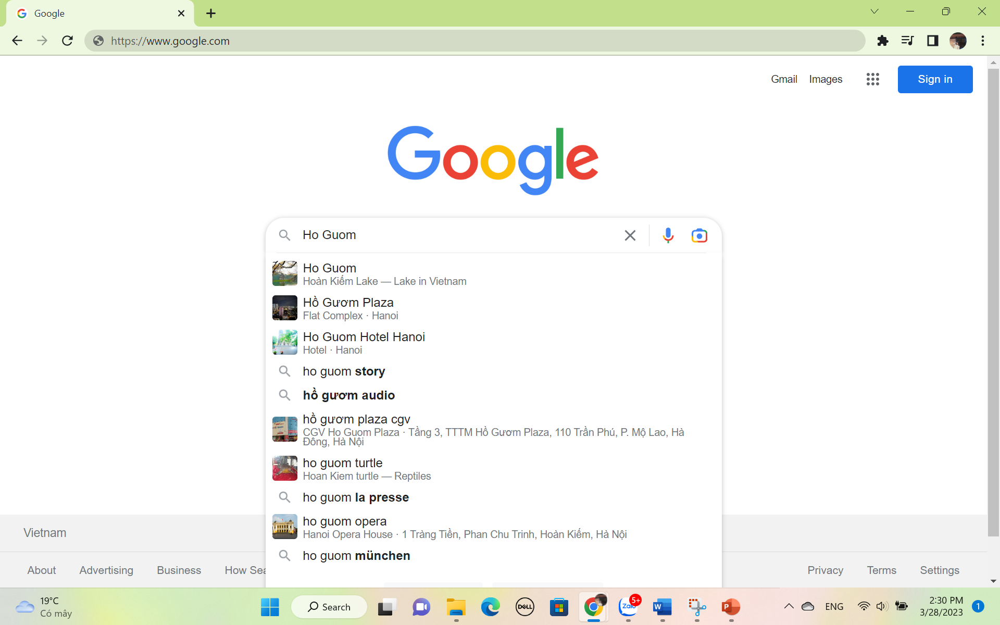 Google
https://www.google.com
Gmail Images Sign in
Google
Ho Guom
Ho Guom
Hoàn Kiếm Lake — Lake in Vietnam
Hồ Gươm Plaza
Flat Complex · Hanoi
Ho Guom Hotel Hanoi
Hotel · Hanoi
ho guom story
hồ gươm audio
hồ gươm plaza cgv
CGV Ho Guom Plaza · Tầng 3, TTTM Hồ Gươm Plaza, 110 Trần Phú, P. Mộ Lao, Hà
Đông, Hà Nội
ho guom turtle
Hoan Kiem turtle — Reptiles
ho guom la presse
ho guom opera
Hanoi Opera House · 1 Tràng Tiền, Phan Chu Trinh, Hoàn Kiếm, Hà Nội
ho guom münchen
Vietnam
About Advertising Business How Sea Privacy Terms Settings
19°C
Có mây
Search
DELL
Zalo
5+
W
P
ENG
2:30 PM
3/28/2023
1